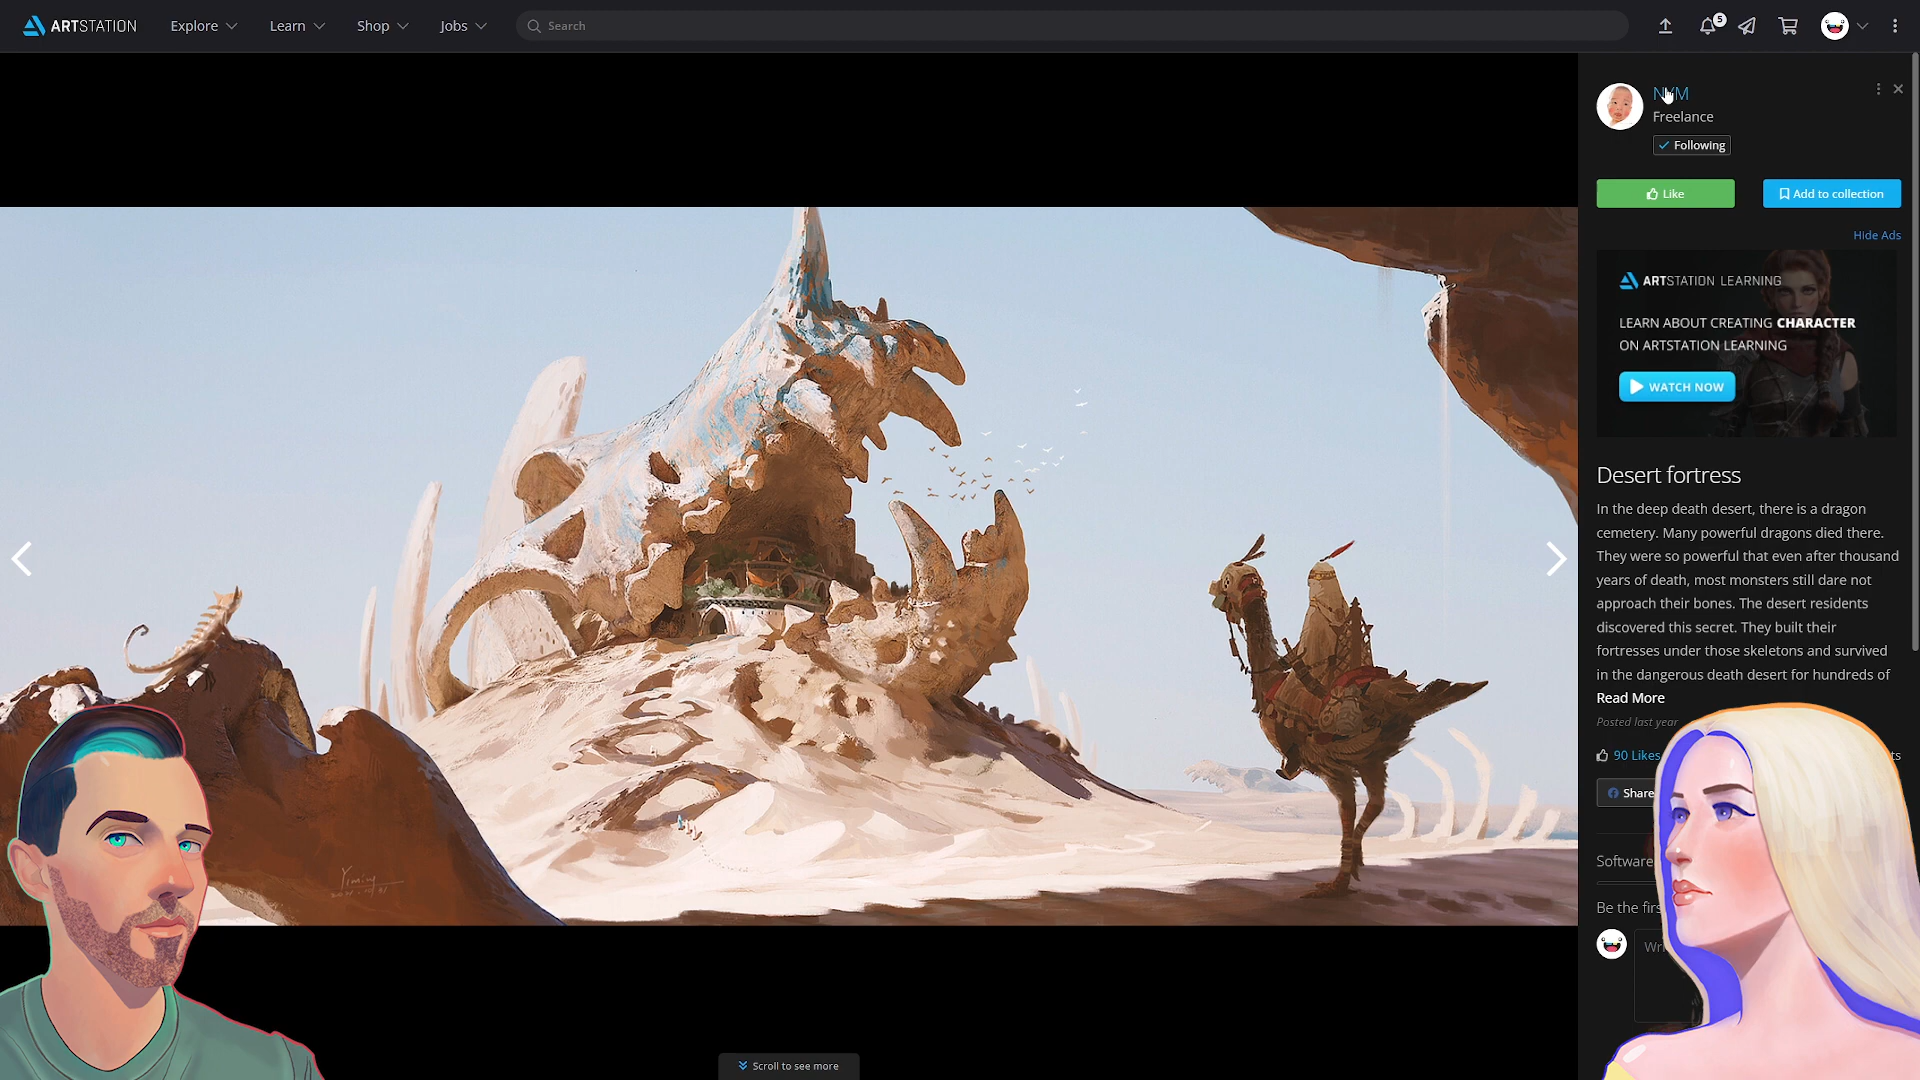 ARTSTATION
Explore
Learn
Shop
Jobs
Search
5
NYM
Freelance
Following
Like
Add to collection
Hide Ads
ARTSTATION LEARNING
LEARN ABOUT CREATING CHARACTER
ON ARTSTATION LEARNING
WATCH NOW
Desert fortress
In the deep death desert, there is a dragon
cemetery. Many powerful dragons died there.
They were so powerful that even after thousand
years of death, most monsters still dare not
approach their bones. The desert residents
discovered this secret. They built their
fortresses under those skeletons and survived
in the dangerous death desert for hundreds of
Read More
Posted last year
90 Likes
Share
Software
Be the
Yiming
Scroll to see more